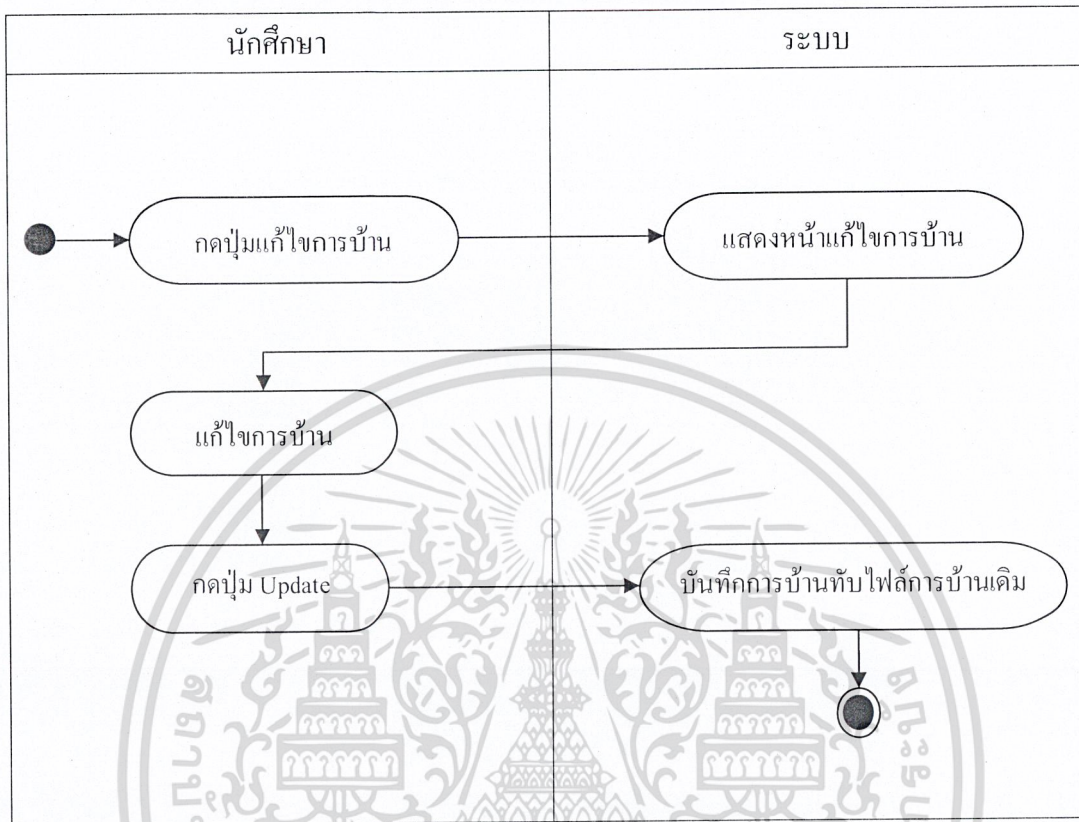 นักศึกษา
ระบบ
กดปุ่มแก้ไขการบ้าน
แสดงหน้าแก้ไขการบ้าน
แก้ไขการบ้าน
กดปุ่ม Update
บันทึกการบ้านทับไฟล์การบ้านเดิม